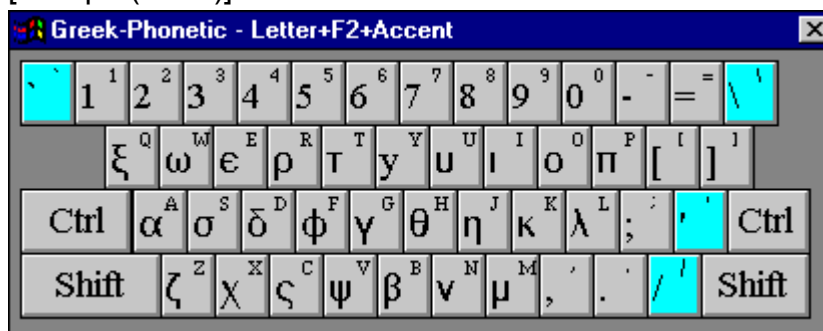 Greek-Phonetic - Letter+F2+Accent
` ` 1 1 2 2 3 3 4 4 5 5 6 6 7 7 8 8 9 9 0 0 - - = = \ \
ξ Q ω W ϵ E ρ R τ T y Y υ U ι I ο O π P [ [ ] ]
Ctrl α A σ S δ D φ F γ G θ H η J κ K λ L ; ; ' ' Ctrl
Shift ζ Z χ X ς C ψ V β B ν N μ M , , . . / / Shift